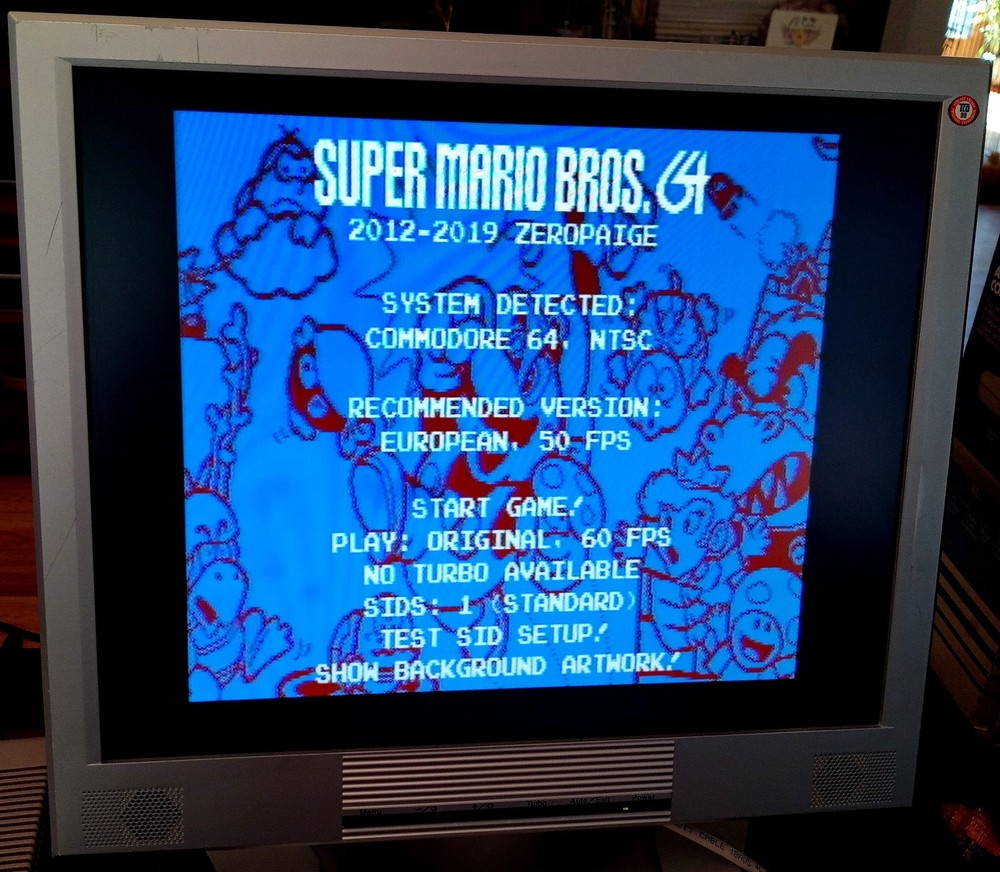 SUPER MARIO BROS. 64
2012-2019 ZEROPAIGE
SYSTEM DETECTED:
COMMODORE 64, NTSC
RECOMMENDED VERSION:
EUROPEAN, 50 FPS
START GAME!
PLAY: ORIGINAL, 60 FPS
NO TURBO AVAILABLE
SIDS: 1 (STANDARD)
TEST SID SETUP!
SHOW BACKGROUND ARTWORK!